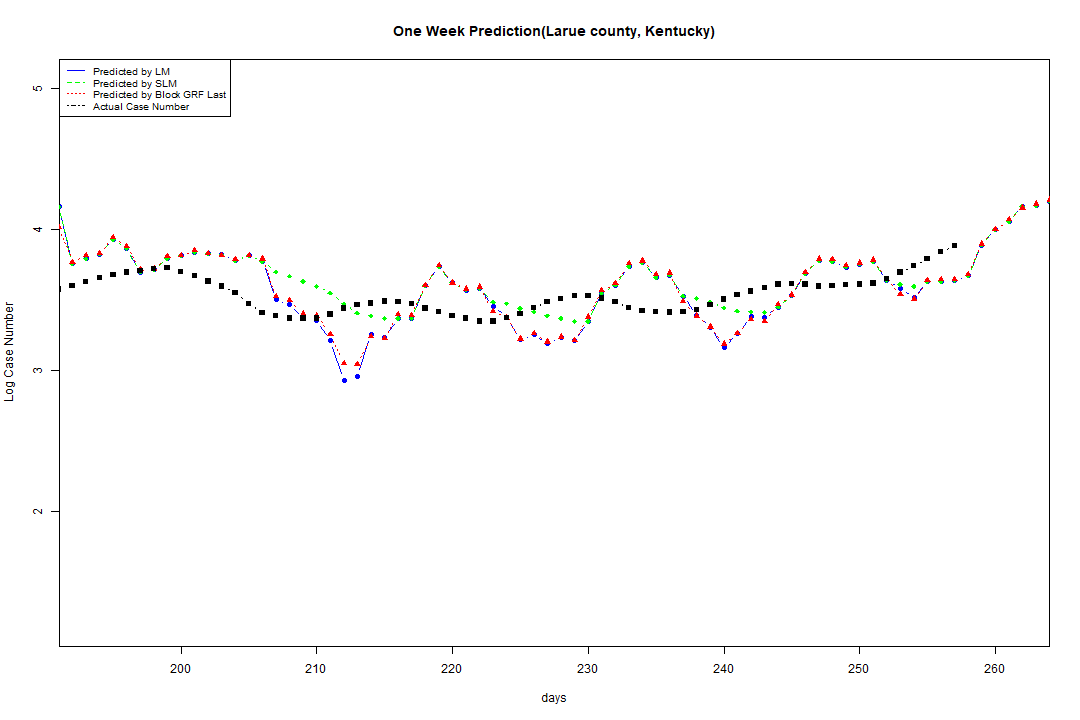 One Week Prediction(Larue county, Kentucky)
Predicted by LM
Predicted by SLM
Predicted by Block GRF Last
Actual Case Number
5
4
3
2
Log Case Number
200 210 220 230 240 250 260
days